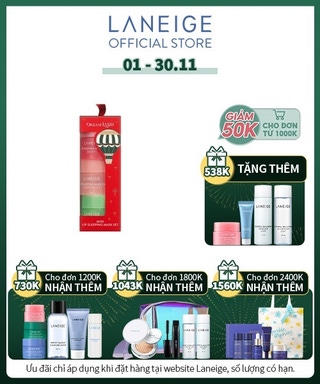 LANEIGE
OFFICIAL STORE
01 - 30.11
GIẢM
50K
CHO ĐƠN
TỪ 1000K
538K
TẶNG THÊM
Cho đơn 1200K
730K NHẬN THÊM
Cho đơn 1800K
1043K NHẬN THÊM
Cho đơn 2400K
1560K NHẬN THÊM
Ưu đãi chỉ áp dụng khi đặt hàng tại website Laneige, số lượng có hạn.